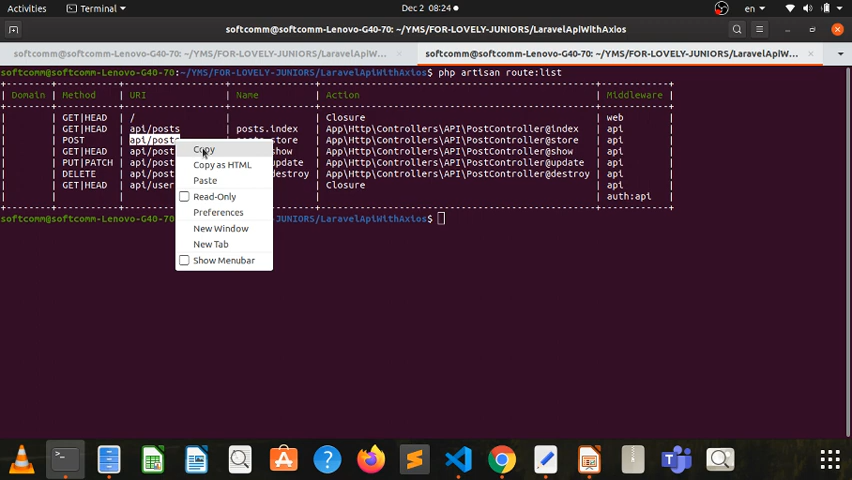 Activities Terminal Dec 2 08:24 en
softcomm@softcomm-Lenovo-G40-70: ~/YMS/FOR-LOVELY-JUNIORS/LaravelApiWithAxios
softcomm@softcomm-Lenovo-G40-70: ~/YMS/FOR-LOVELY-JUNIORS/LaravelApiW... softcomm@softcomm-Lenovo-G40-70: ~/YMS/FOR-LOVELY-JUNIORS/LaravelApiW...
softcomm@softcomm-Lenovo-G40-70:~/YMS/FOR-LOVELY-JUNIORS/LaravelApiWithAxios$ php artisan route:list
| Domain | Method | URI | Name | Action | Middleware |
| | GET|HEAD | / | | Closure | web |
| | GET|HEAD | api/posts | posts.index | App\Http\Controllers\API\PostController@index | api |
| | POST | api/posts store | App\Http\Controllers\API\PostController@store | api |
| | GET|HEAD | api/post show | App\Http\Controllers\API\PostController@show | api |
| | PUT|PATCH | api/post update | App\Http\Controllers\API\PostController@update | api |
| | DELETE | api/post destroy | App\Http\Controllers\API\PostController@destroy | api |
| | GET|HEAD | api/user | Closure | api |
| | | | | auth:api |
softcomm@softcomm-Lenovo-G40-70:~/YMS/FOR-LOVELY-JUNIORS/LaravelApiWithAxios$
Copy
Copy as HTML
Paste
Read-Only
Preferences
New Window
New Tab
Show Menubar